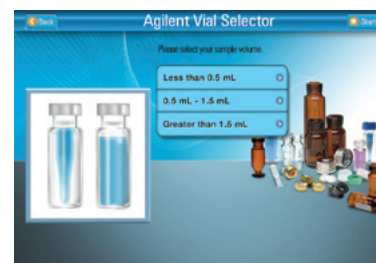 Back
Agilent Vial Selector
Start
Please select your sample volume.
Less than 0.5 mL
0.5 mL - 1.5 mL
Greater than 1.5 mL